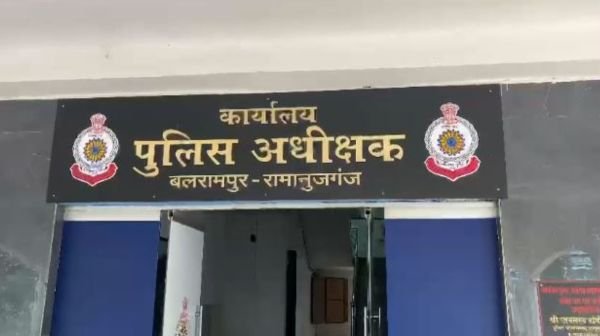 कार्यालय
पुलिस अधीक्षक
बलरामपुर - रामानुजगंज